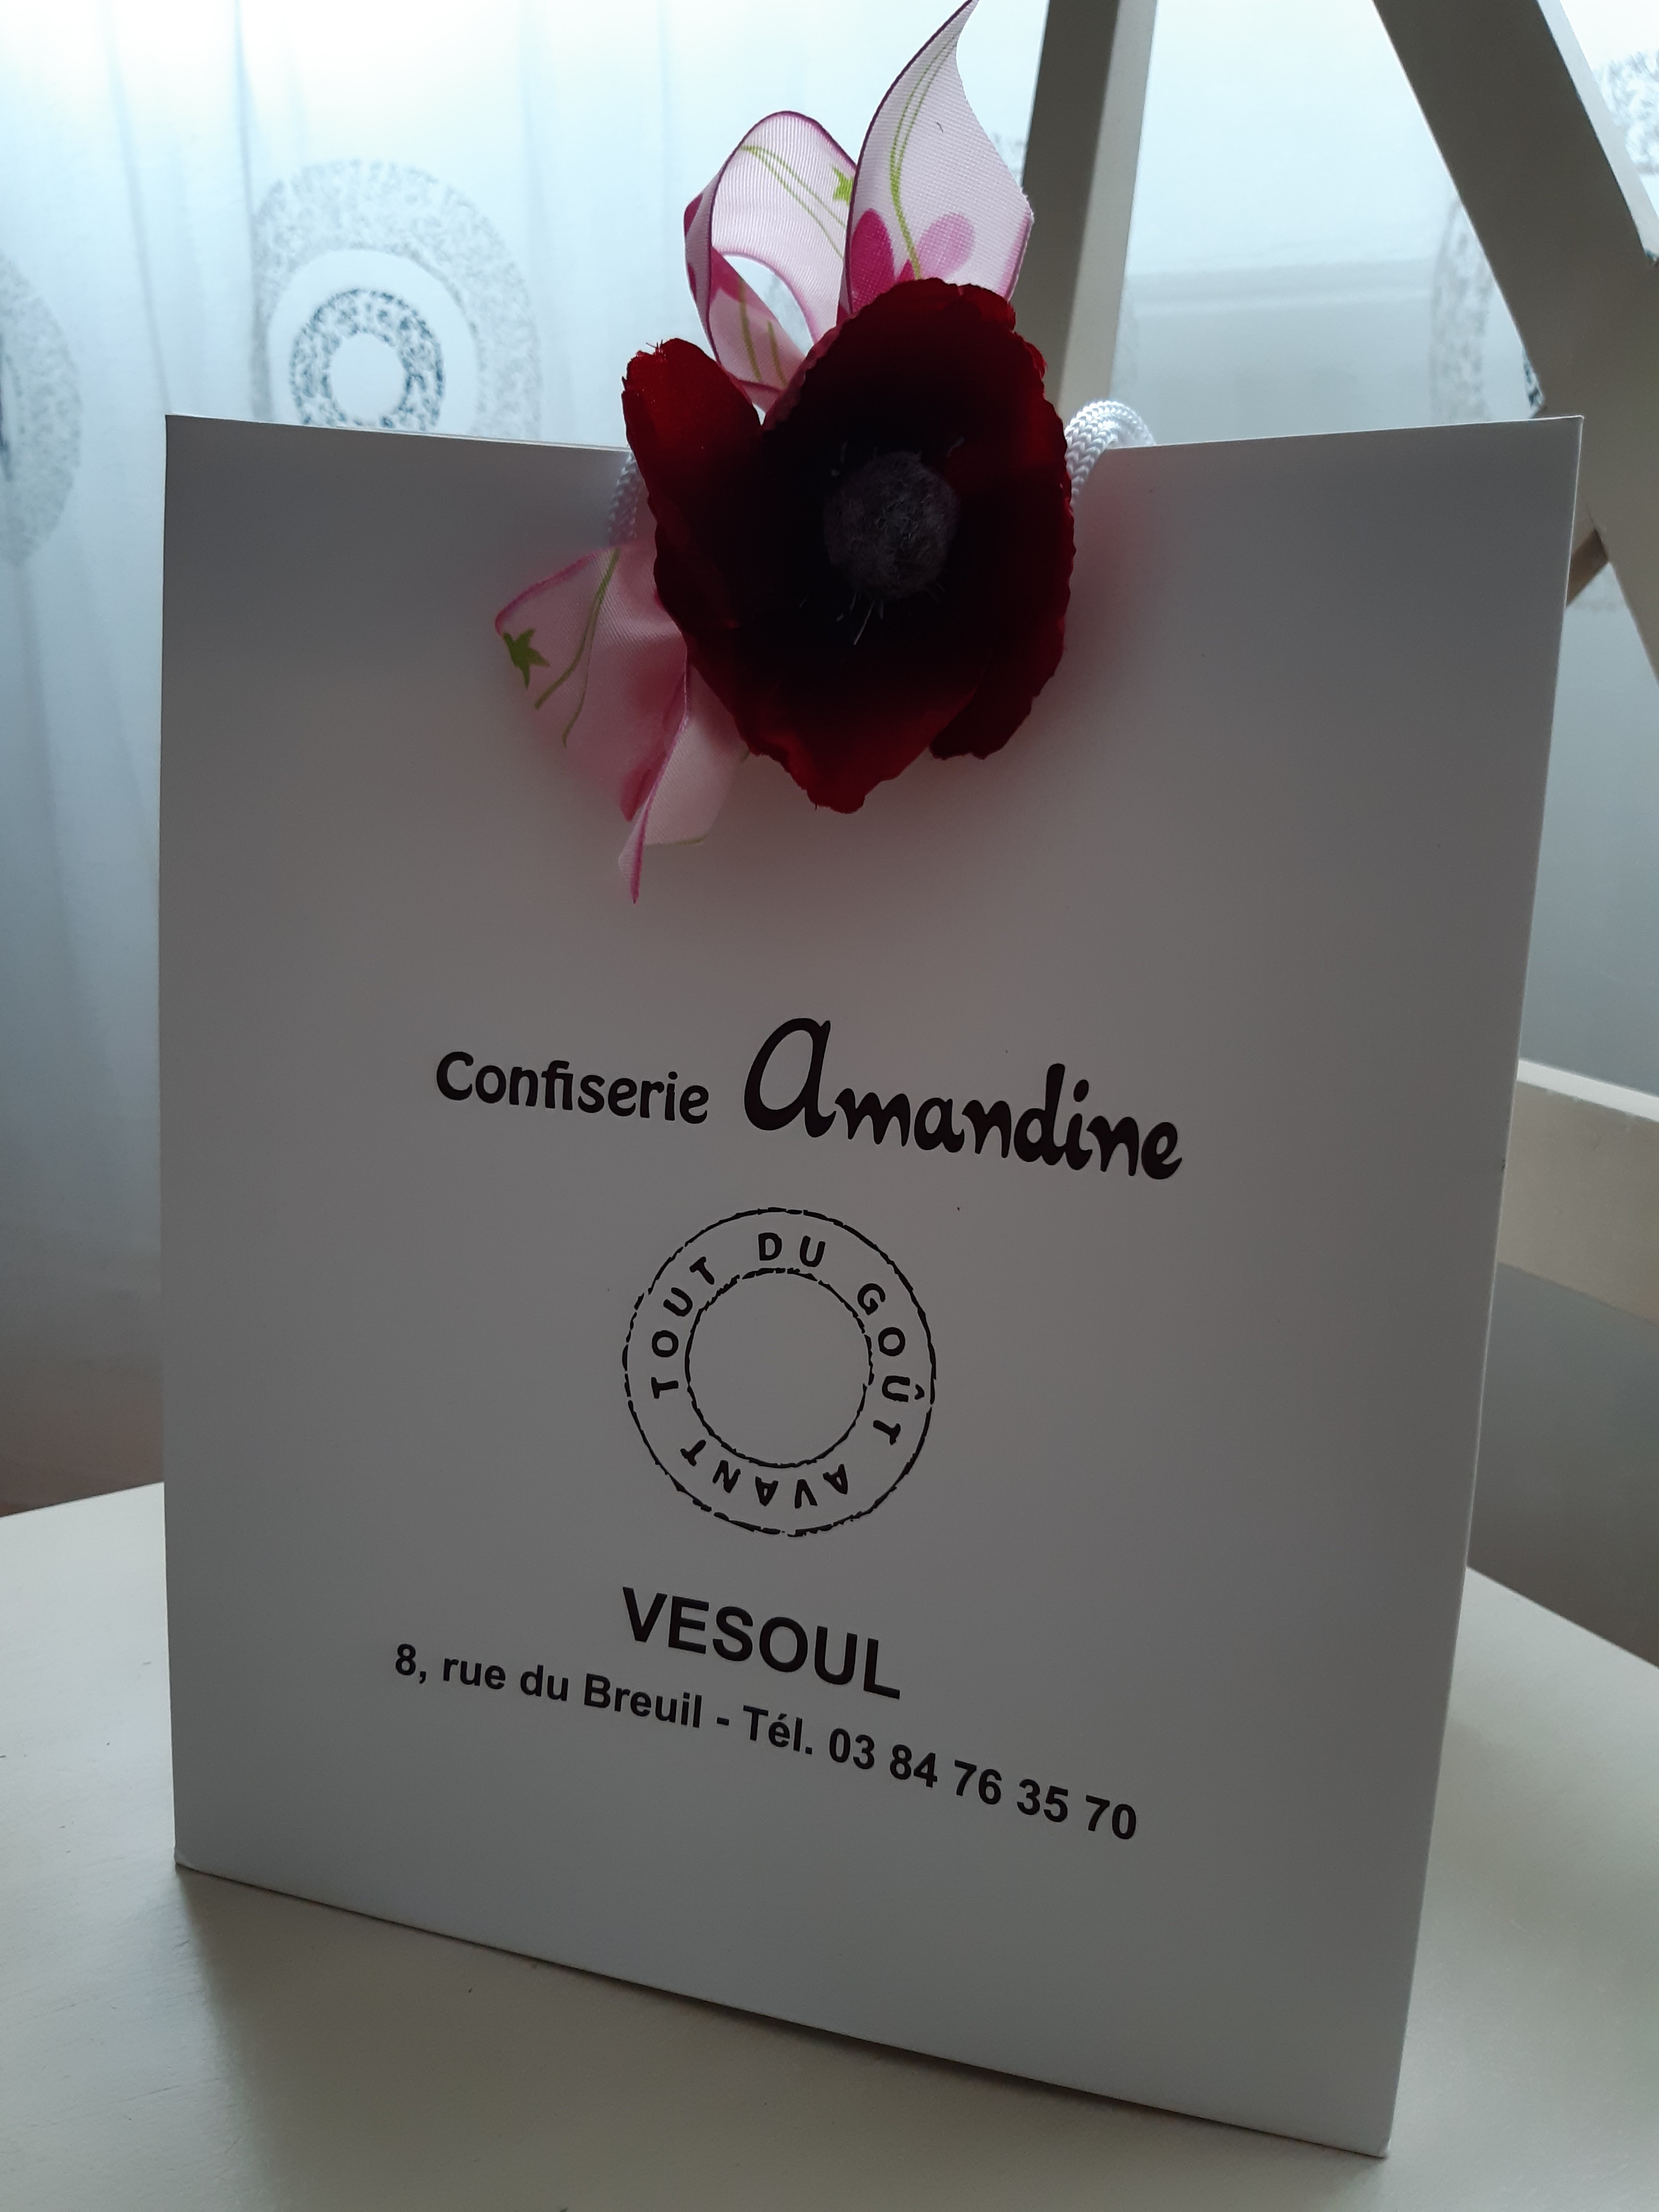 Confiserie Amandine
TOUT DU GOÛT AVANT
VESOUL
8, rue du Breuil - Tél. 03 84 76 35 70